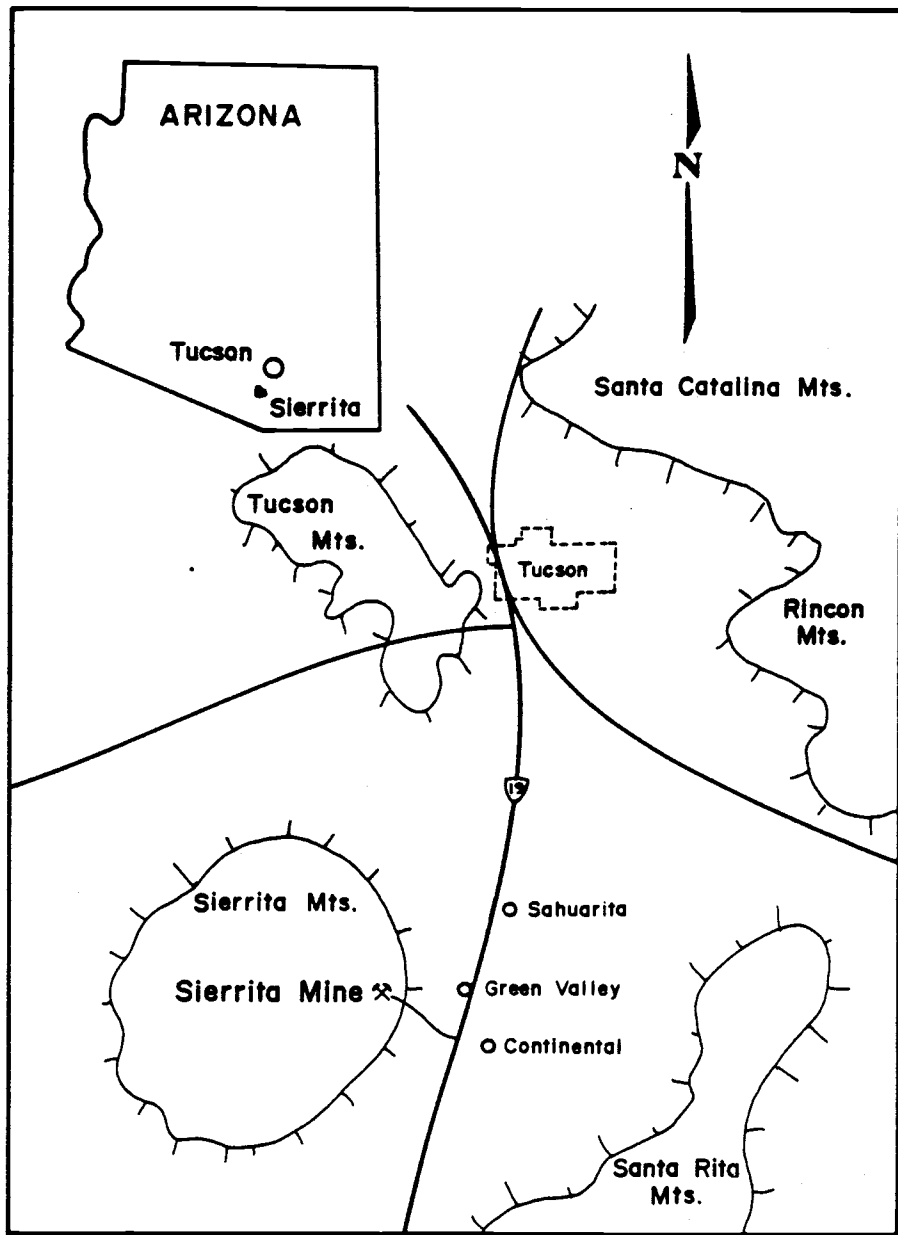 ARIZONA
N
Tucson
Sierrita
Santa Catalina Mts.
Tucson
Mts.
Tucson
Rincon
Mts.
19
Sierrita Mts.
Sahuarita
Sierrita Mine
Green Valley
Continental
Santa Rita
Mts.